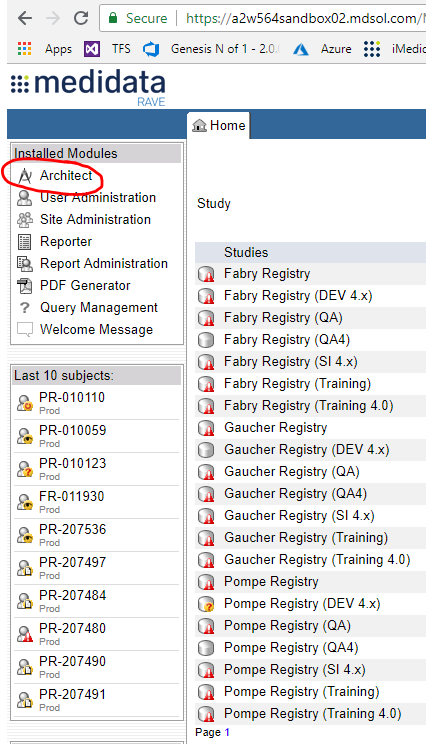 Secure https://a2w564sandbox02.mdsol.com/
Apps TFS Genesis N of 1 - 2.0. Azure iMedic
medidata
RAVE
Home
Installed Modules
Architect
User Administration
Site Administration
Reporter
Report Administration
PDF Generator
Query Management
Welcome Message
Last 10 subjects:
PR-010110
Prod
PR-010059
Prod
PR-010123
Prod
FR-011930
Prod
PR-207536
Prod
PR-207497
Prod
PR-207484
Prod
PR-207480
Prod
PR-207490
Prod
PR-207491
Prod
Study
Studies
Fabry Registry
Fabry Registry (DEV 4.x)
Fabry Registry (QA)
Fabry Registry (QA4)
Fabry Registry (SI 4.x)
Fabry Registry (Training)
Fabry Registry (Training 4.0)
Gaucher Registry
Gaucher Registry (DEV 4.x)
Gaucher Registry (QA)
Gaucher Registry (QA4)
Gaucher Registry (SI 4.x)
Gaucher Registry (Training)
Gaucher Registry (Training 4.0)
Pompe Registry
Pompe Registry (DEV 4.x)
Pompe Registry (QA)
Pompe Registry (QA4)
Pompe Registry (SI 4.x)
Pompe Registry (Training)
Pompe Registry (Training 4.0)
Page 1